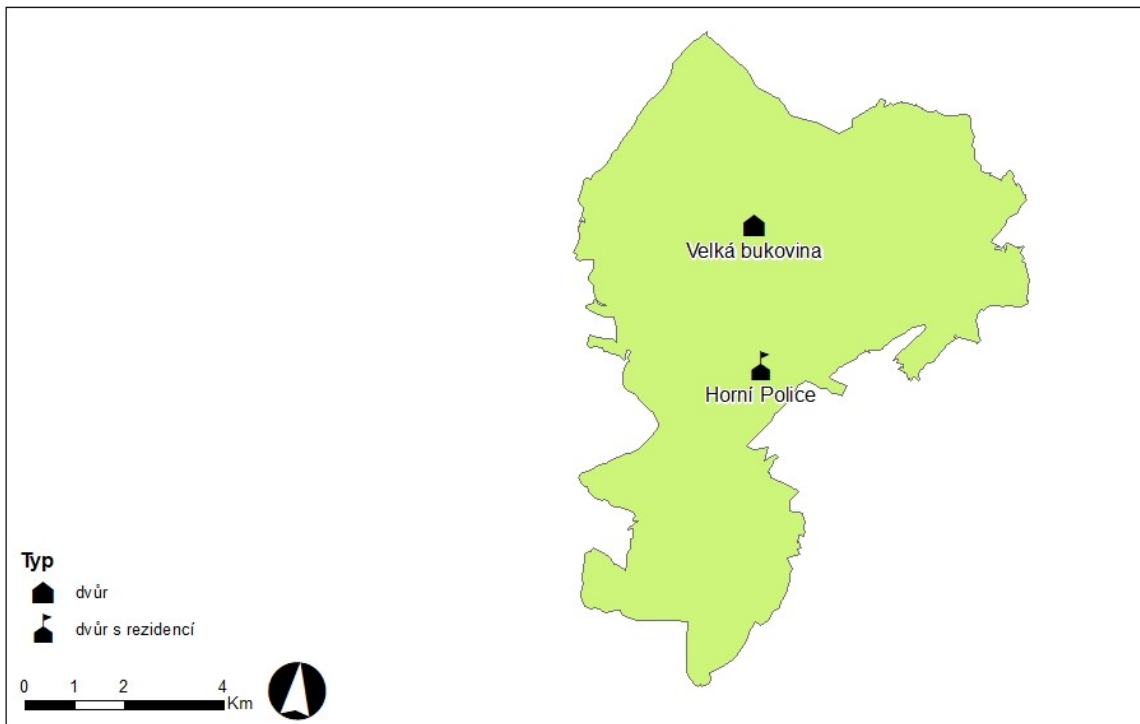 Velká bukovina
Horní Police
Typ
dvůr
dvůr s rezidencí
0 1 2 4
Km